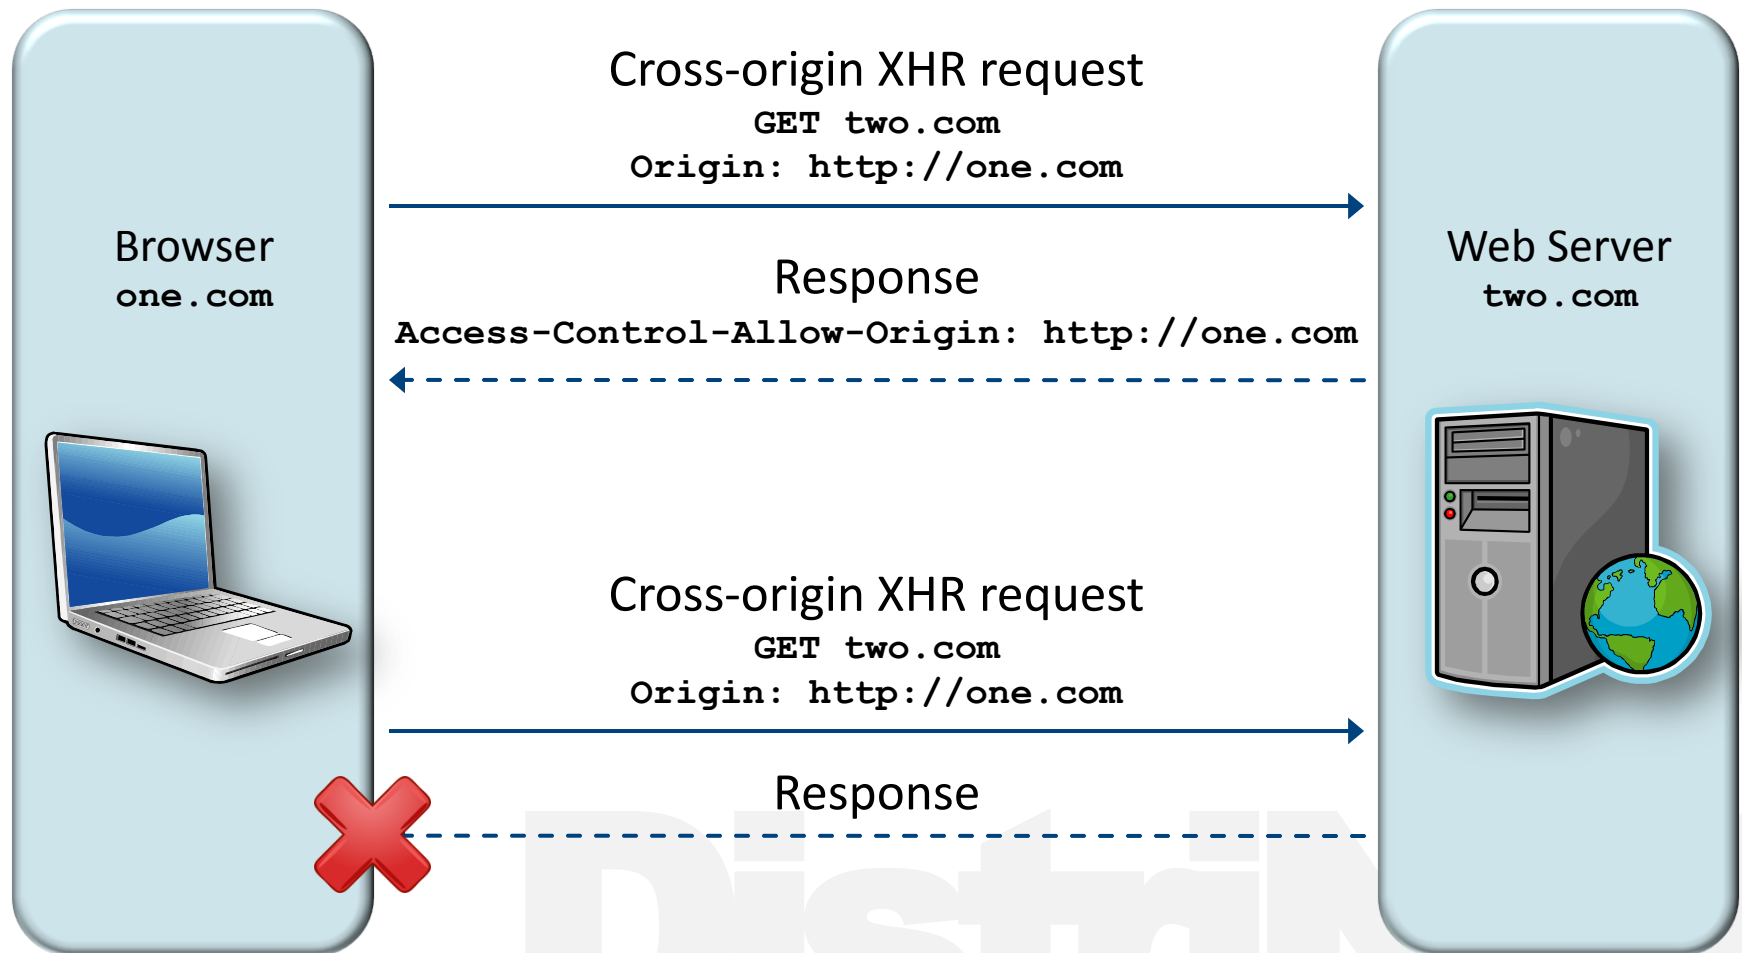 Cross-origin XHR request
GET two.com
Origin: http://one.com
Browser
one.com
Web Server
two.com
Response
Access-Control-Allow-Origin: http://one.com
Cross-origin XHR request
GET two.com
Origin: http://one.com
Response